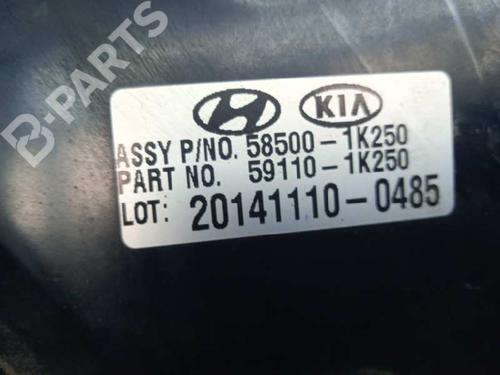 B-PARTS
KIA
ASSY P/NO. 58500-1K250
PART NO. 59110-1K250
LOT: 20141110-0485